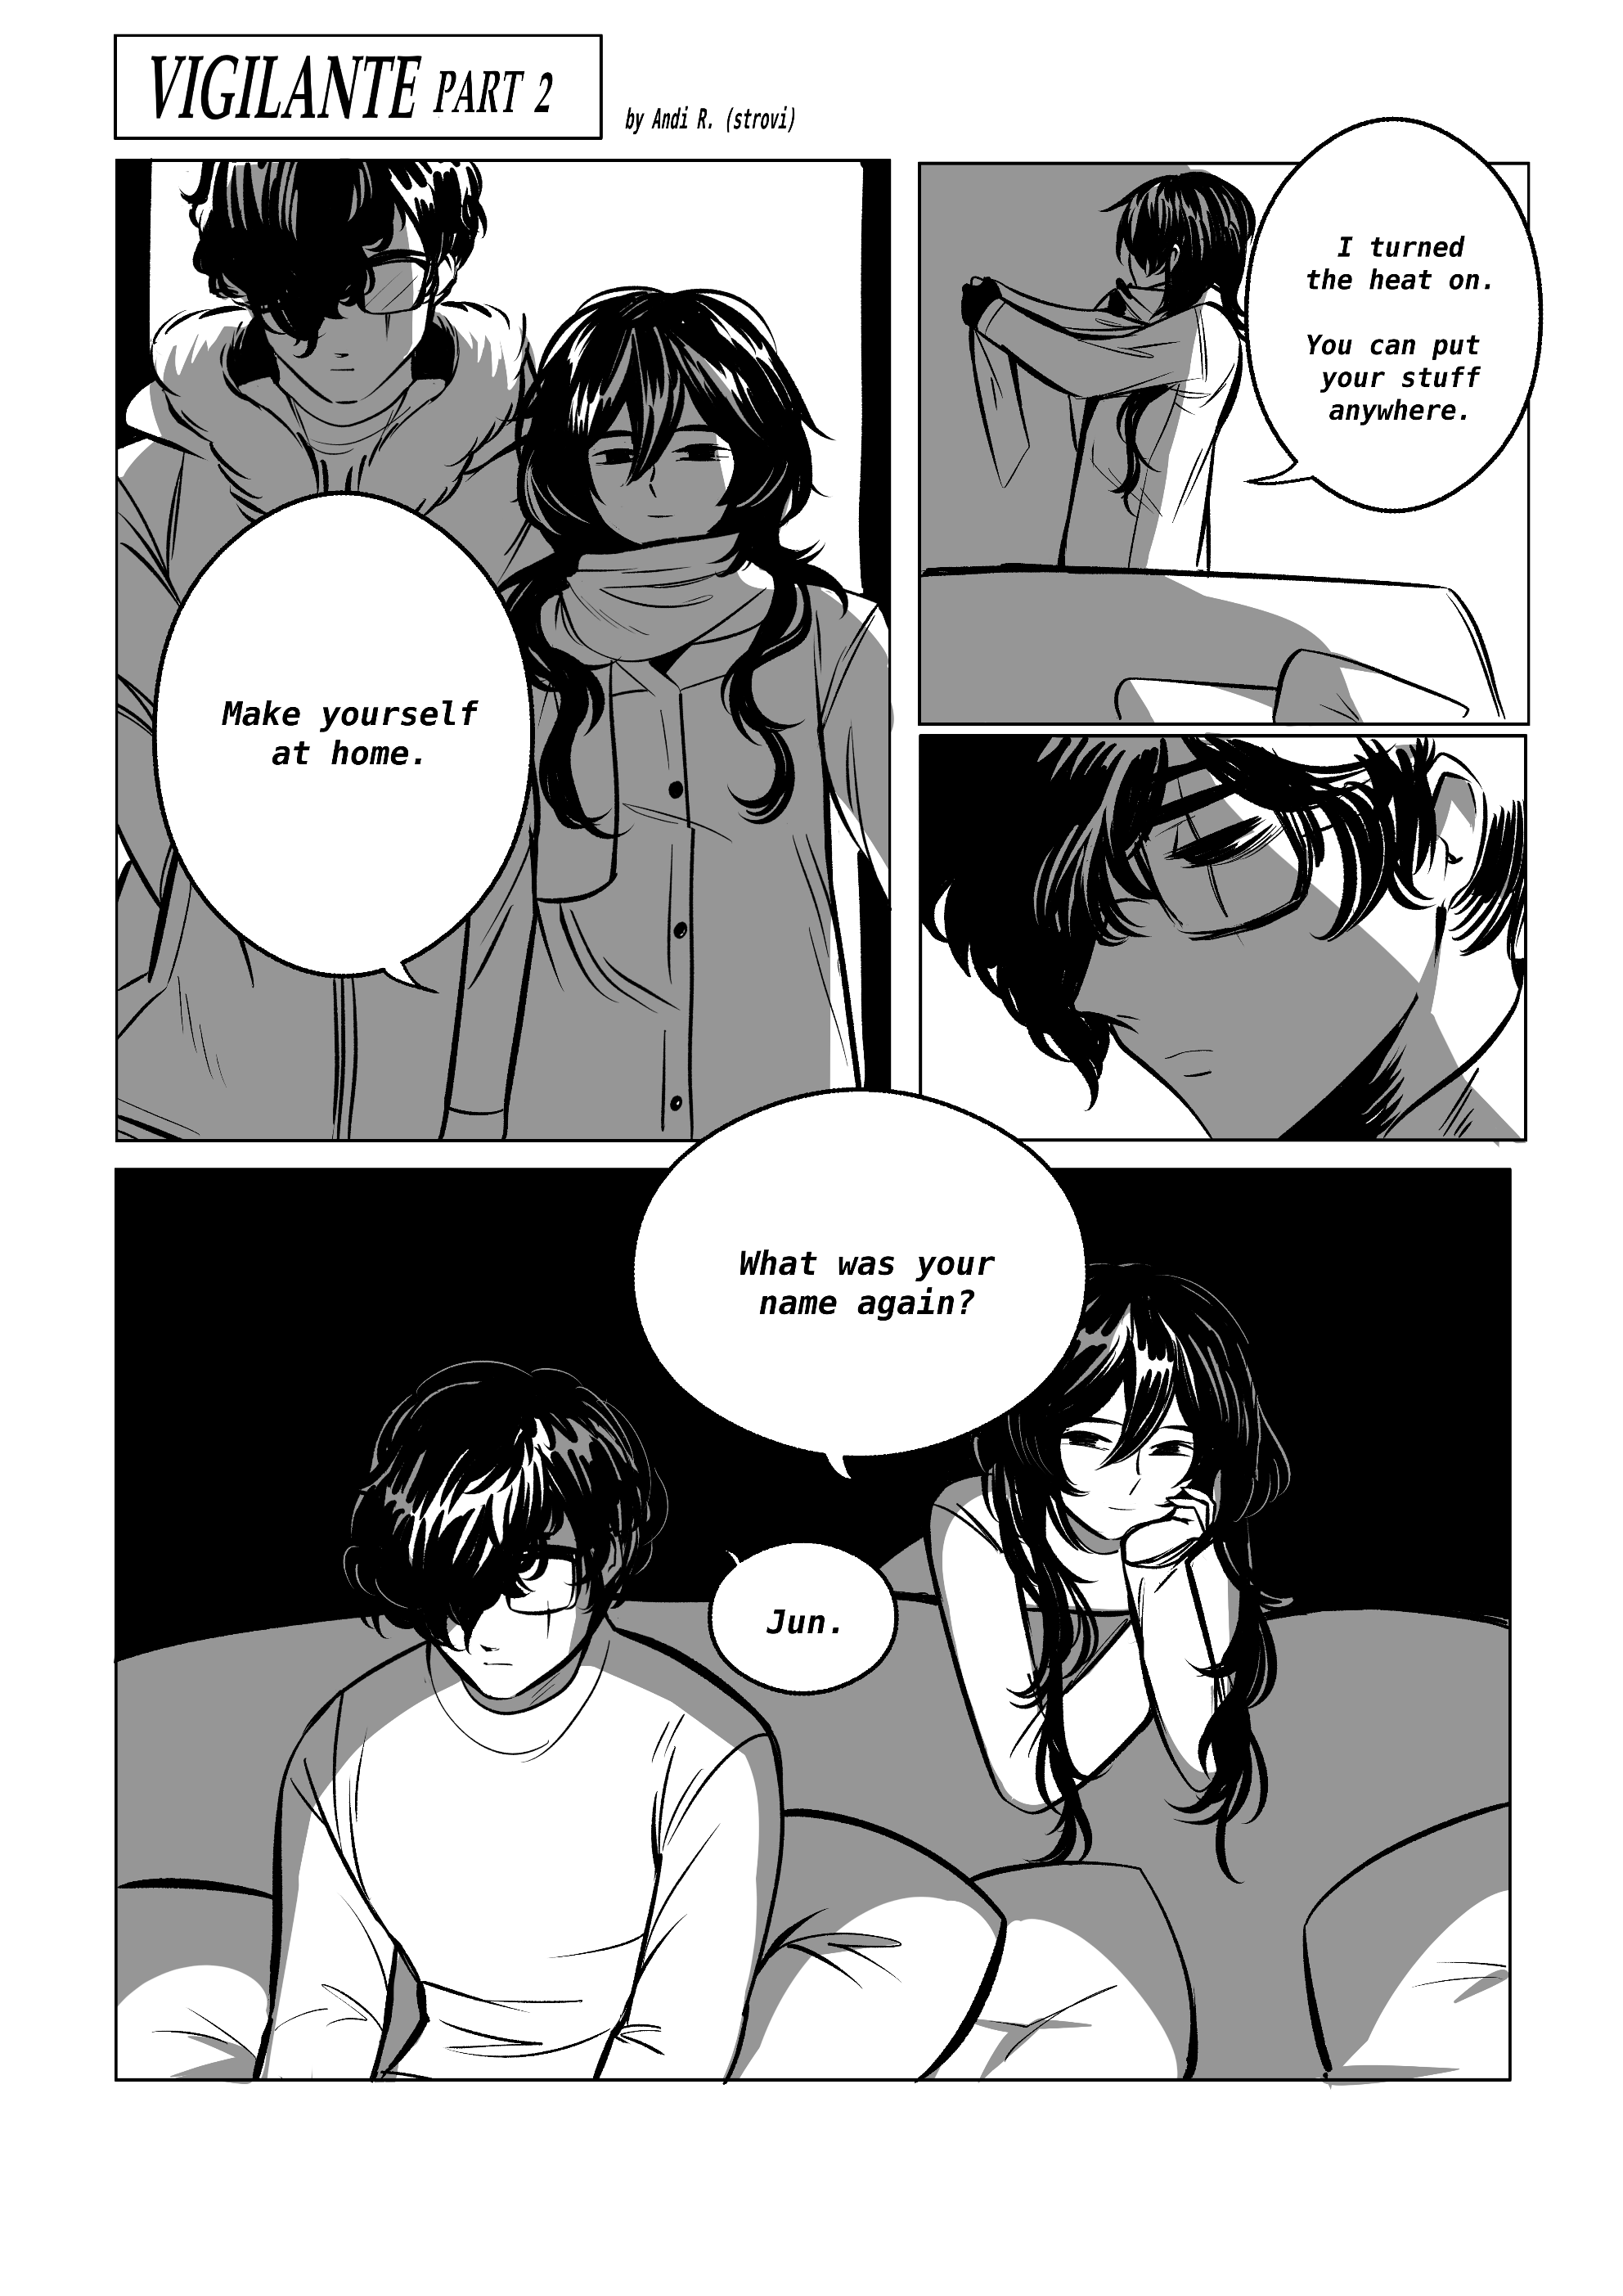 VIGILANTE PART 2
by Andi R. (strovi)
Make yourself
at home.
I turned
the heat on.
You can put
your stuff
anywhere.
What was your
name again?
Jun.